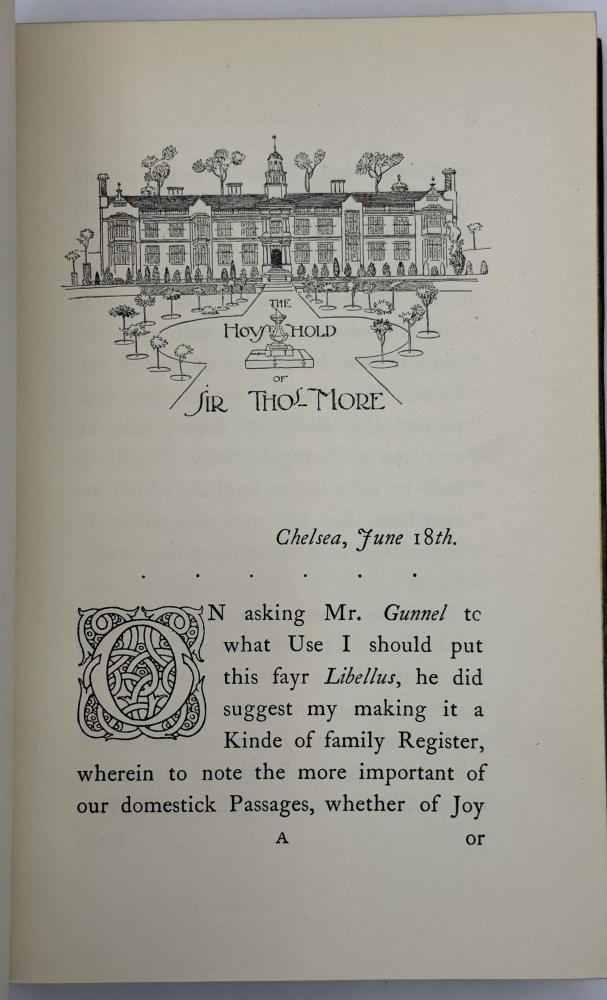 THE
HOVSHOLD
OF
SIR THOS MORE
Chelsea, June 18th.
. . . . . .
ON asking Mr. Gunnel to
what Use I should put
this fayr Libellus, he did
suggest my making it a
Kinde of family Register,
wherein to note the more important of
our domestick Passages, whether of Joy
A or